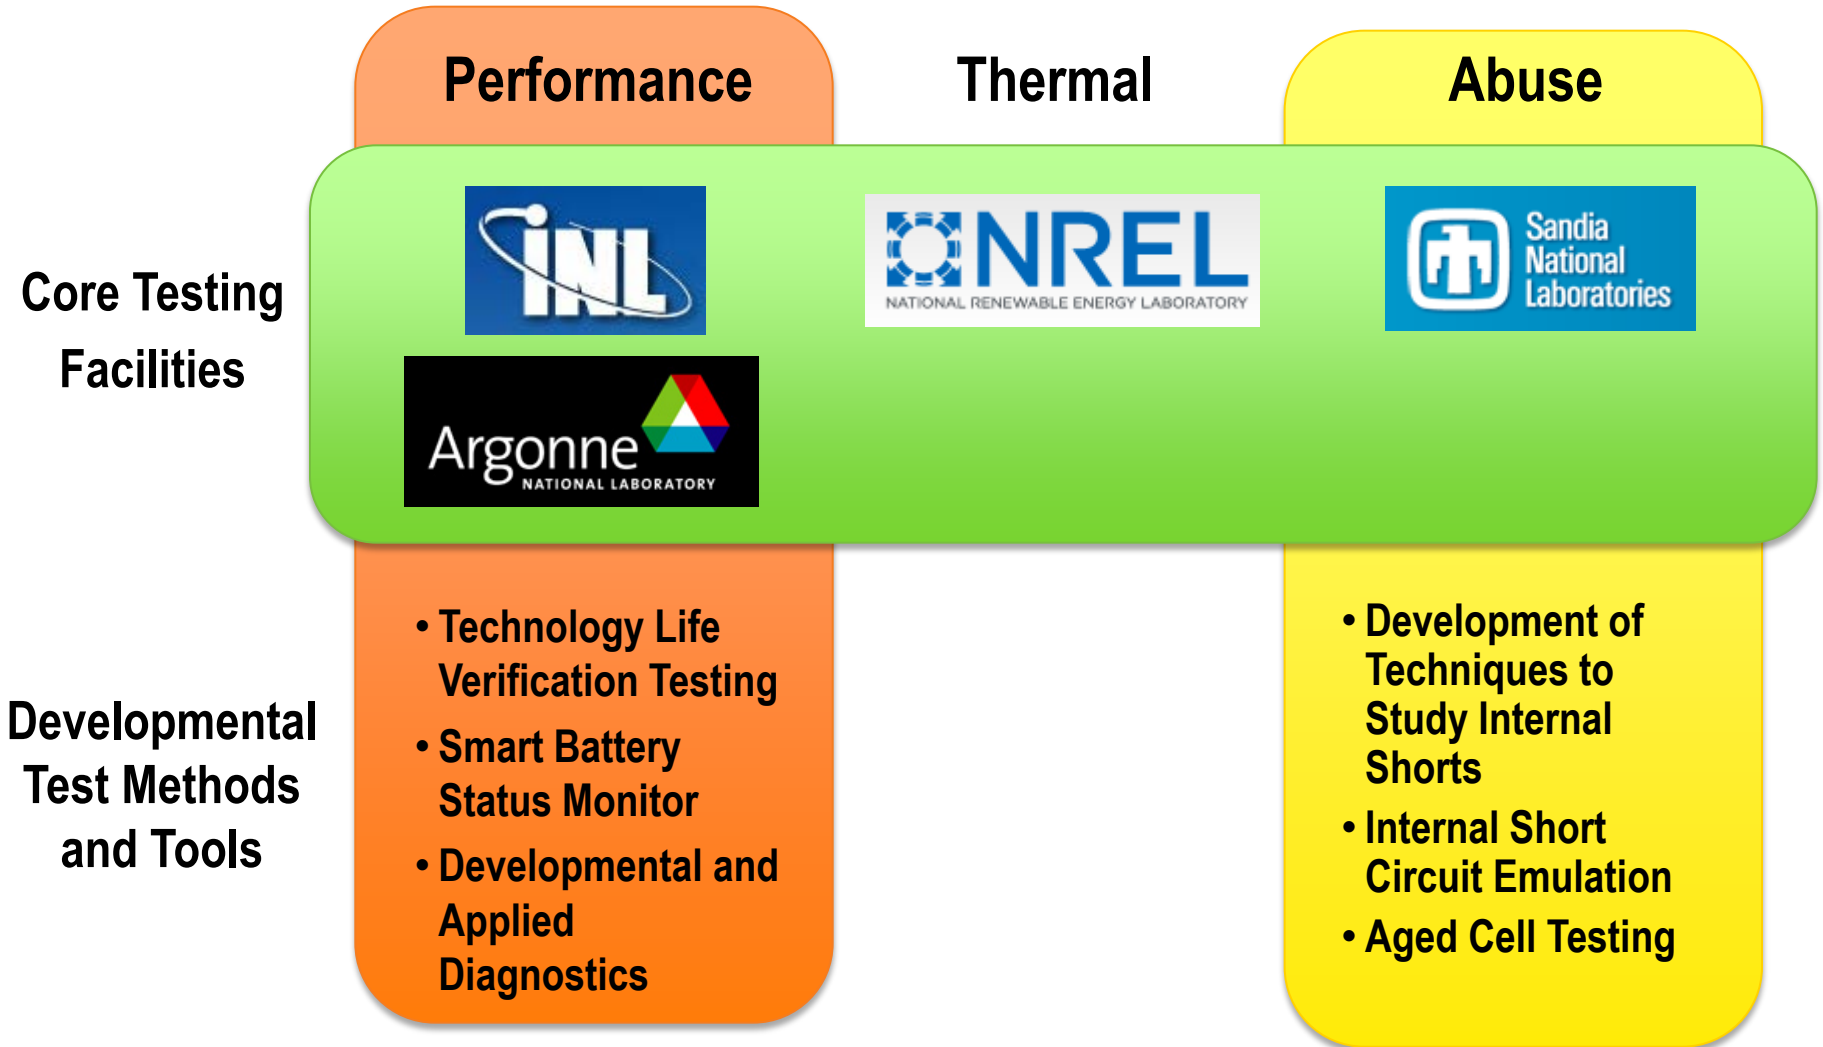 Performance
Thermal
Abuse
Core Testing
Facilities
INL
NREL
NATIONAL RENEWABLE ENERGY LABORATORY
Sandia
National
Laboratories
Argonne
NATIONAL LABORATORY
Developmental
Test Methods
and Tools
• Technology Life
Verification Testing
• Smart Battery
Status Monitor
• Developmental and
Applied
Diagnostics
• Development of
Techniques to
Study Internal
Shorts
• Internal Short
Circuit Emulation
• Aged Cell Testing